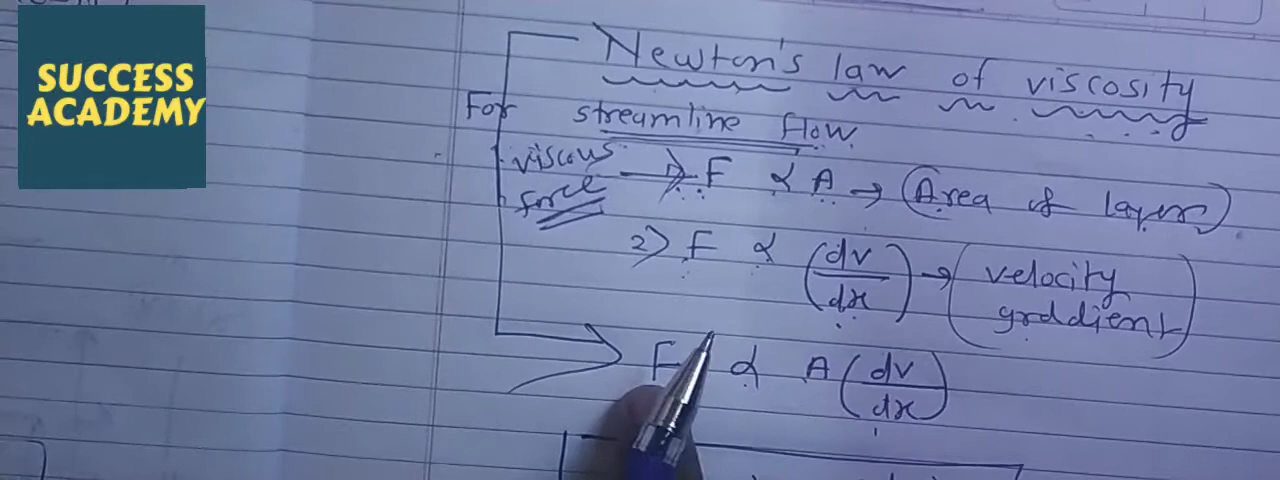 SUCCESS
ACADEMY
Newton's law of viscosity
For streamline flow
viscous force → 1) F ∝ A → (Area of layer)
2) F ∝ (dv/dx) → (velocity gradient)
F ∝ A (dv/dx)